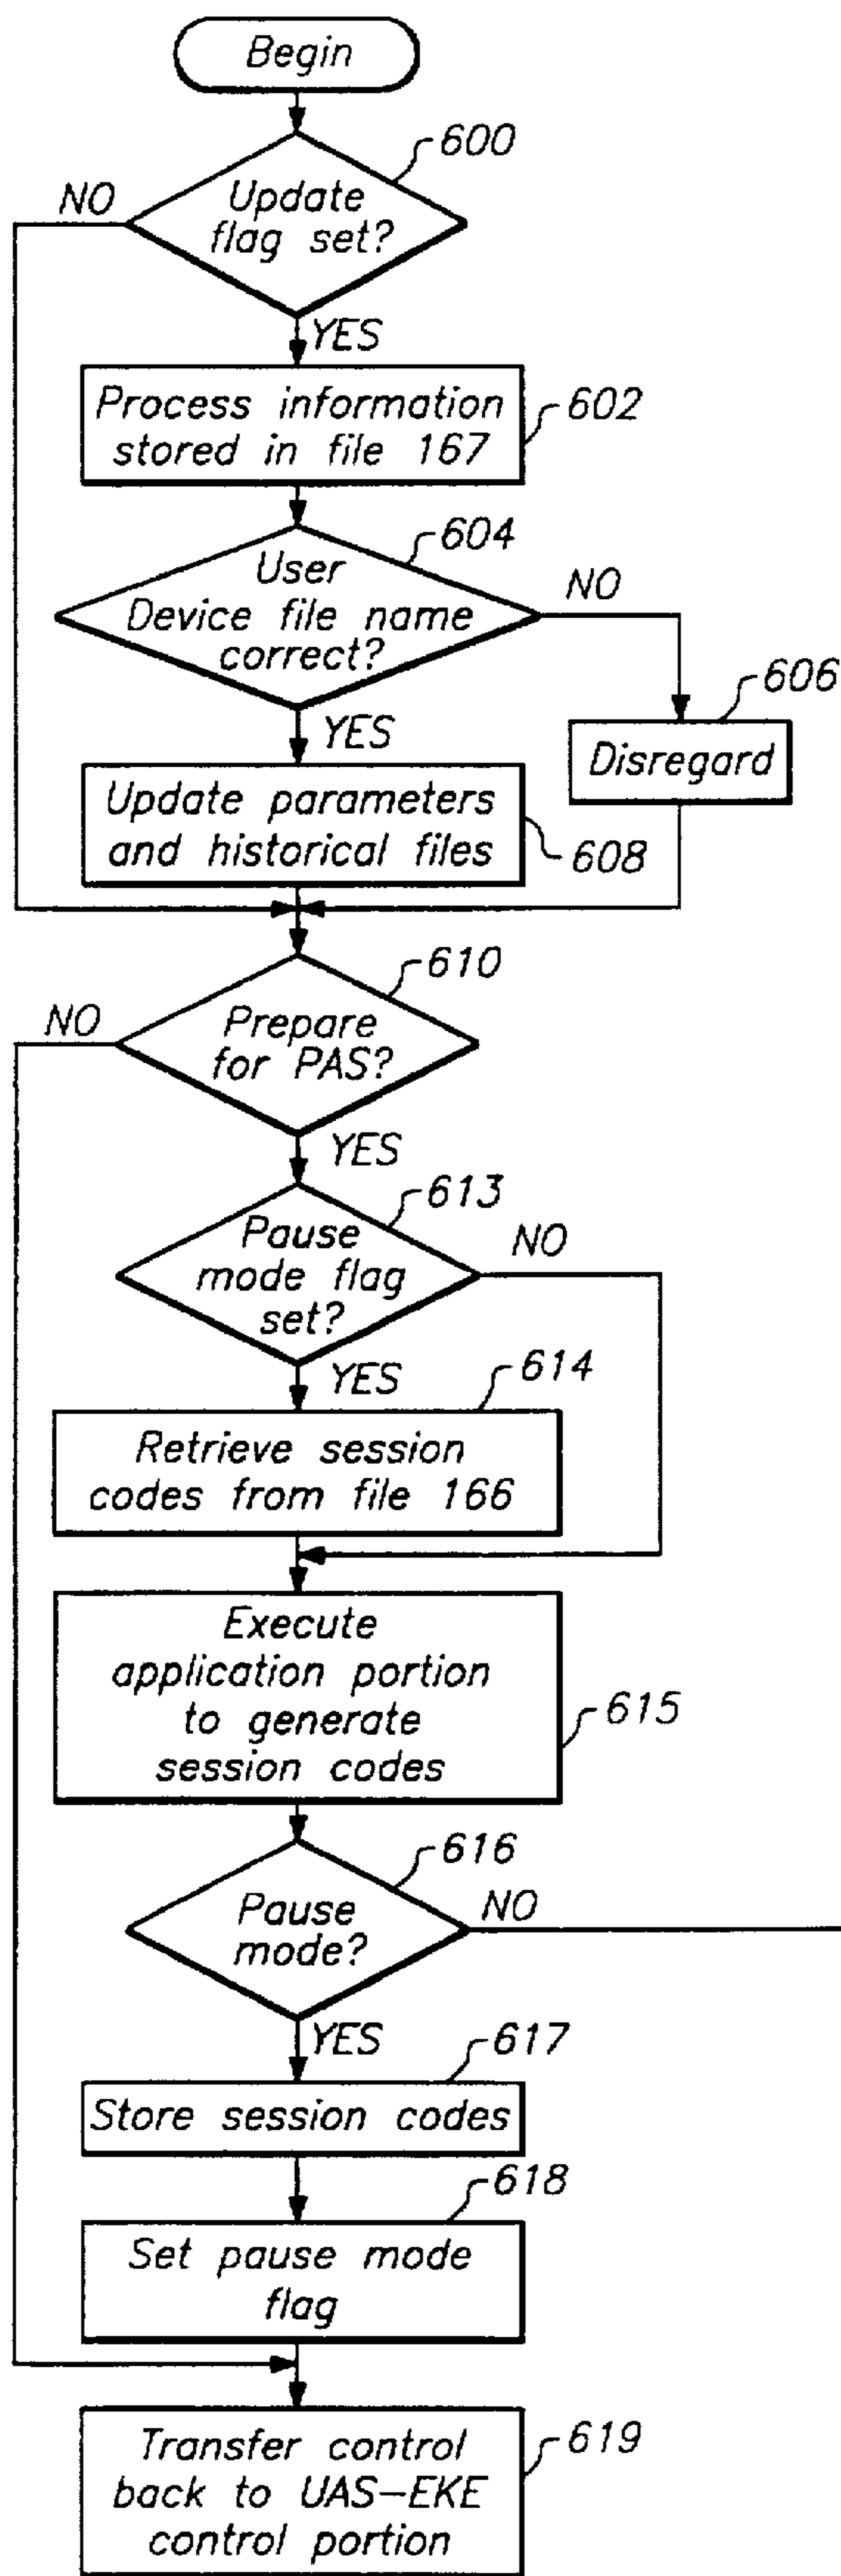 Begin
600
NO
Update
flag set?
YES
Process information
stored in file 167
602
604
User
Device file name
correct?
NO
606
YES
Disregard
Update parameters
and historical files
608
610
NO
Prepare
for PAS?
YES
613
Pause
mode flag
set?
NO
YES
614
Retrieve session
codes from file 166
Execute
application portion
to generate
session codes
615
616
Pause
mode?
NO
YES
617
Store session codes
618
Set pause mode
flag
Transfer control
back to UAS-EKE
control portion
619